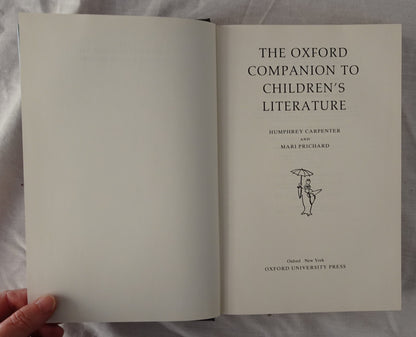 THE OXFORD
COMPANION TO
CHILDREN'S
LITERATURE
HUMPHREY CARPENTER
AND
MARI PRICHARD
Oxford New York
OXFORD UNIVERSITY PRESS